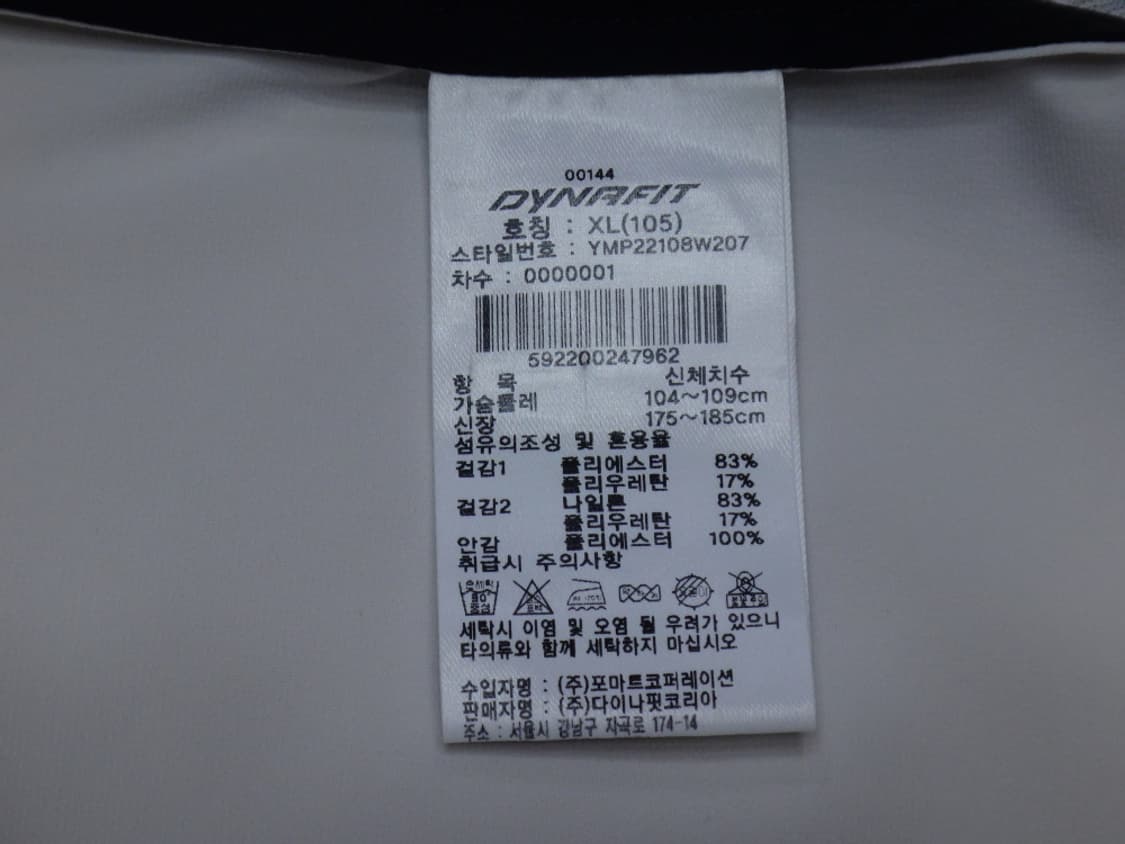 00144
DYNAFIT
호칭 : XL(105)
스타일번호 : YMP22108W207
차수 : 0000001
592200247962
항 목 신체치수
가슴둘레 104~109cm
신장 175~185cm
섬유의조성 및 혼용율
겉감1 폴리에스터 83%
폴리우레탄 17%
겉감2 나일론 83%
폴리우레탄 17%
안감 폴리에스터 100%
취급시 주의사항
세탁시 이염 및 오염 될 우려가 있으니
타의류와 함께 세탁하지 마십시오
수입자명 : (주)포마트코퍼레이션
판매자명 : (주)다이나핏코리아
주소 : 서울시 강남구 자곡로 174-14